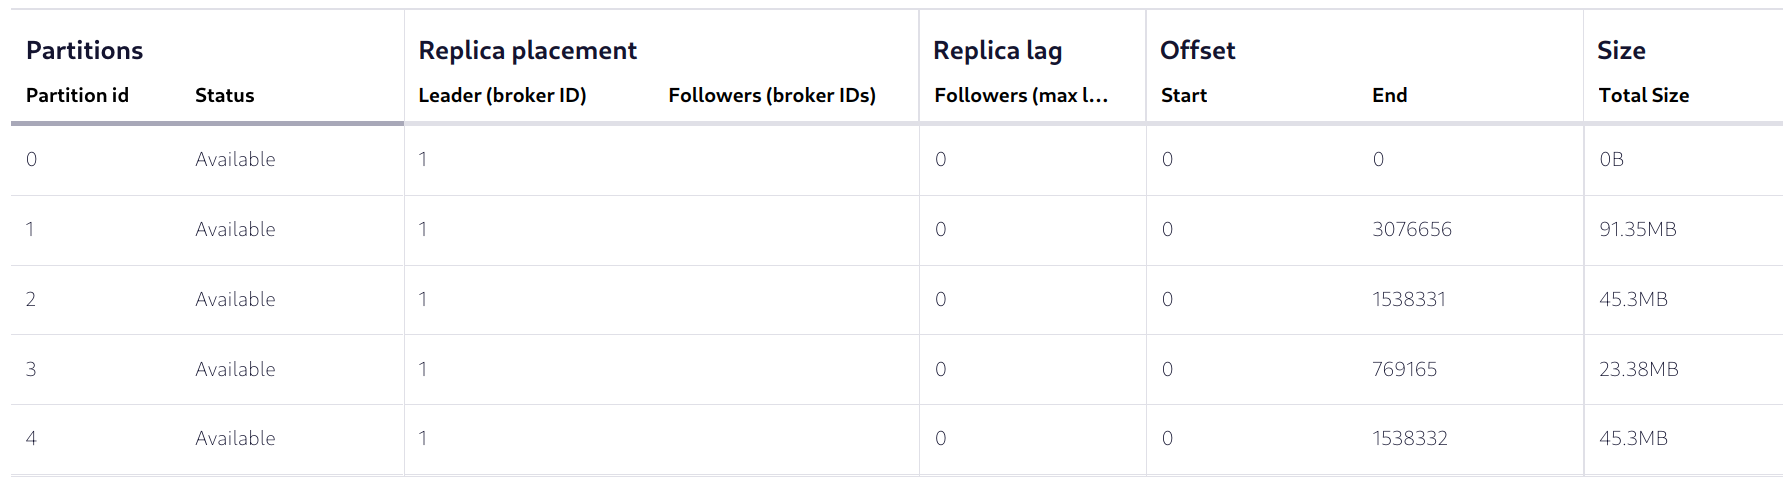 Partitions Replica placement Replica lag Offset Size
Partition id Status Leader (broker ID) Followers (broker IDs) Followers (max l... Start End Total Size
0 Available 1 0 0 0 0B
1 Available 1 0 0 3076656 91.35MB
2 Available 1 0 0 1538331 45.3MB
3 Available 1 0 0 769165 23.38MB
4 Available 1 0 0 1538332 45.3MB